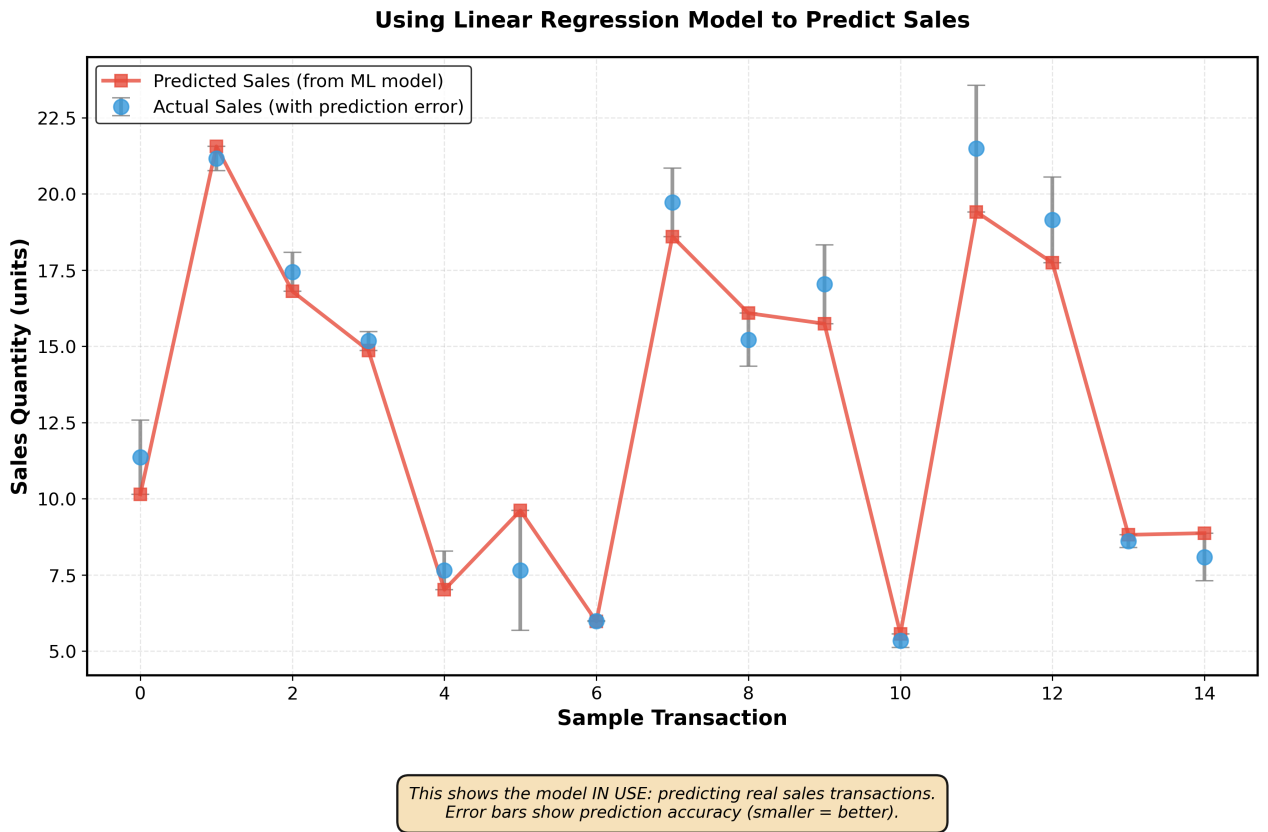 Using Linear Regression Model to Predict Sales
Predicted Sales (from ML model)
Actual Sales (with prediction error)
Sales Quantity (units)
22.5
20.0
17.5
15.0
12.5
10.0
7.5
5.0
0 2 4 6 8 10 12 14
Sample Transaction
This shows the model IN USE: predicting real sales transactions.
Error bars show prediction accuracy (smaller = better).